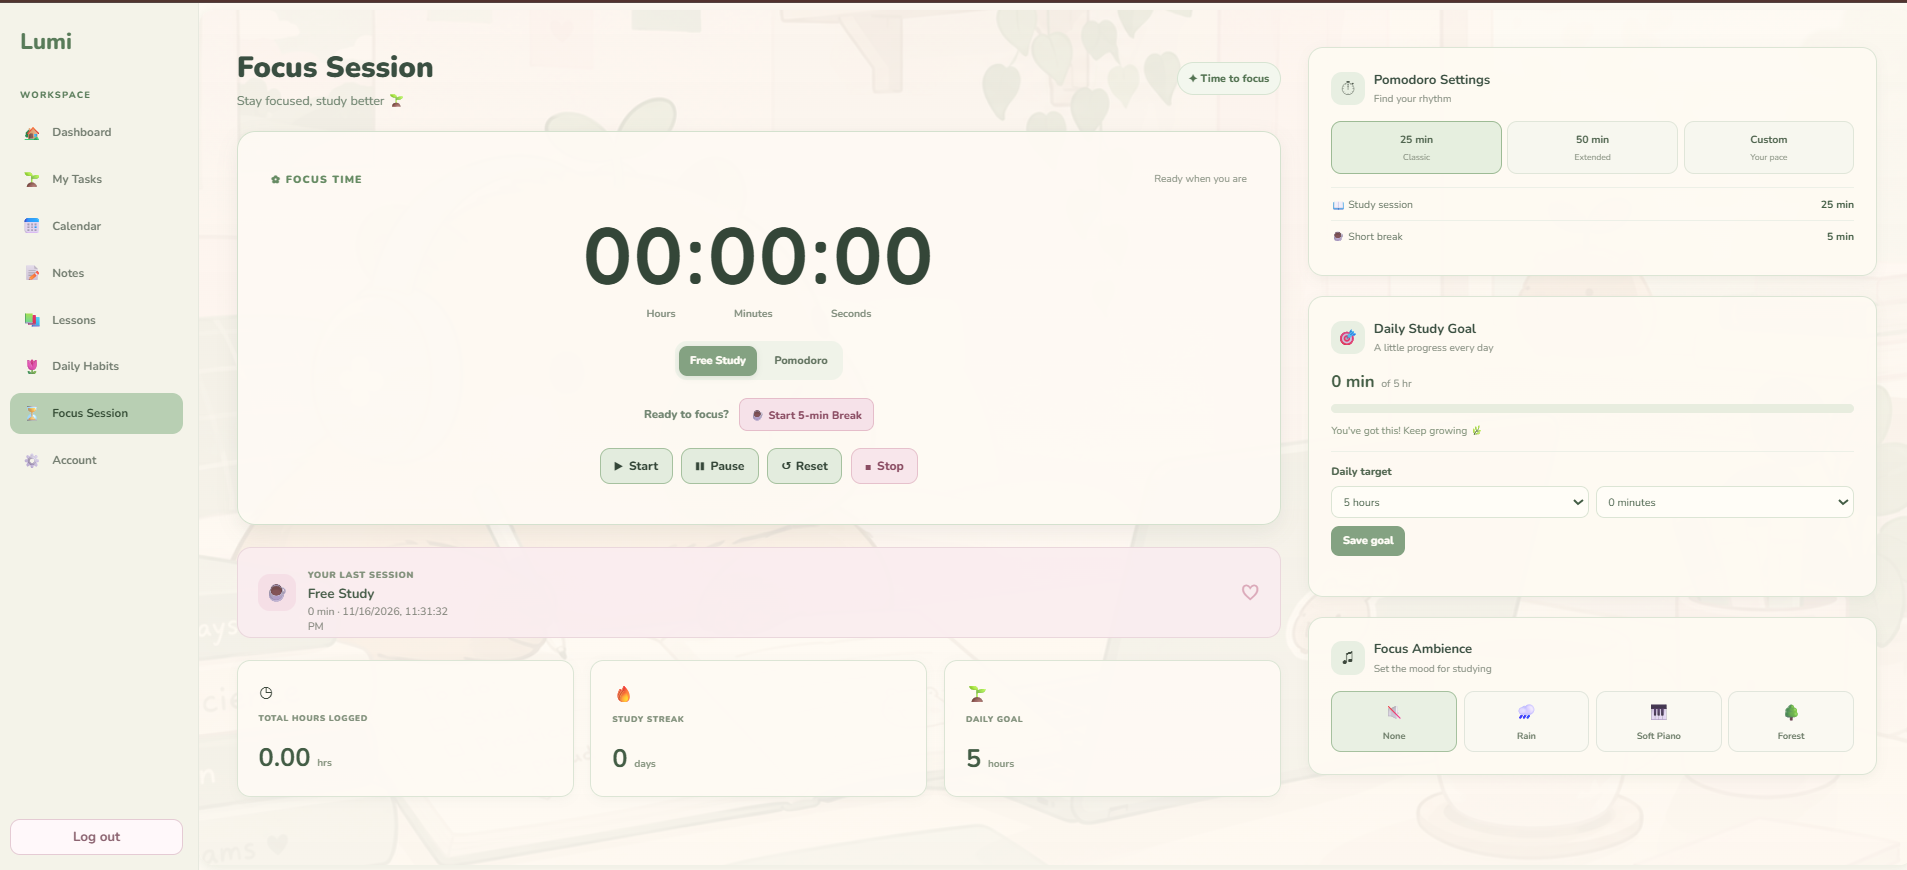 Lumi
WORKSPACE
Dashboard
My Tasks
Calendar
Notes
Lessons
Daily Habits
Focus Session
Account
Log out
Focus Session
Stay focused, study better
✦ Time to focus
✿ FOCUS TIME
Ready when you are
00:00:00
Hours Minutes Seconds
Free Study Pomodoro
Ready to focus? Start 5-min Break
Start Pause Reset Stop
YOUR LAST SESSION
Free Study
0 min · 11/16/2026, 11:31:32
PM
TOTAL HOURS LOGGED
0.00 hrs
STUDY STREAK
0 days
DAILY GOAL
5 hours
Pomodoro Settings
Find your rhythm
25 min
Classic
50 min
Extended
Custom
Your pace
Study session 25 min
Short break 5 min
Daily Study Goal
A little progress every day
0 min of 5 hr
You've got this! Keep growing
Daily target
5 hours 0 minutes
Save goal
Focus Ambience
Set the mood for studying
None Rain Soft Piano Forest